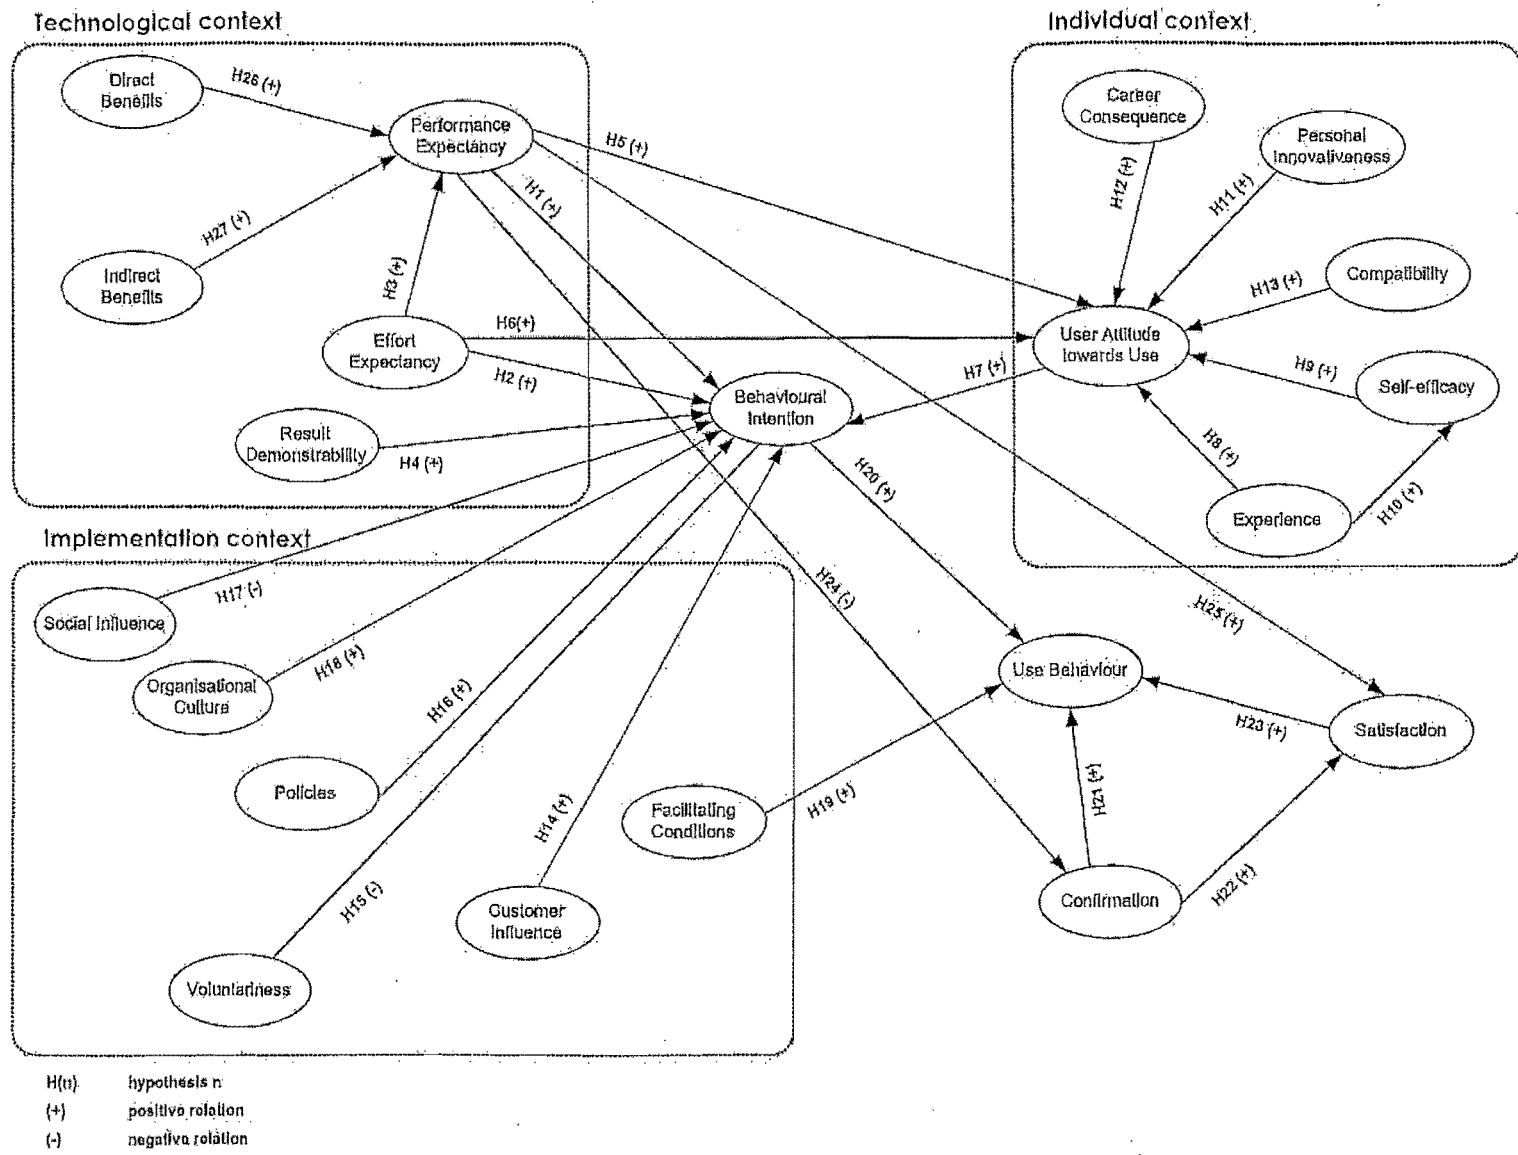 Technological context
Individual context
Direct
Benefits
H26 (+)
Performance
Expectancy
H5 (+)
Career
Consequence
Personal
Innovativeness
H12 (+)
H11 (+)
H1 (+)
H27 (+)
Indirect
Benefits
H3 (+)
Compatibility
H13 (+)
Effort
Expectancy
H6(+)
H2 (+)
User Attitude
towards Use
H7 (+)
H9 (+)
Self-efficacy
Behavioural
Intention
Result
Demonstrability
H4 (+)
H8 (+)
H20 (+)
H10 (+)
Experience
Implementation context
H17 (-)
Social Influence
H24 (-)
H25 (+)
H18 (+)
Organisational
Culture
Use Behaviour
H16 (+)
H23 (+)
Satisfaction
Policies
H21 (+)
H14 (+)
Facilitating
Conditions
H19 (+)
H15 (-)
Customer
Influence
Confirmation
H22 (+)
Voluntariness
H(n) hypothesis n
(+) positive relation
(-) negative relation